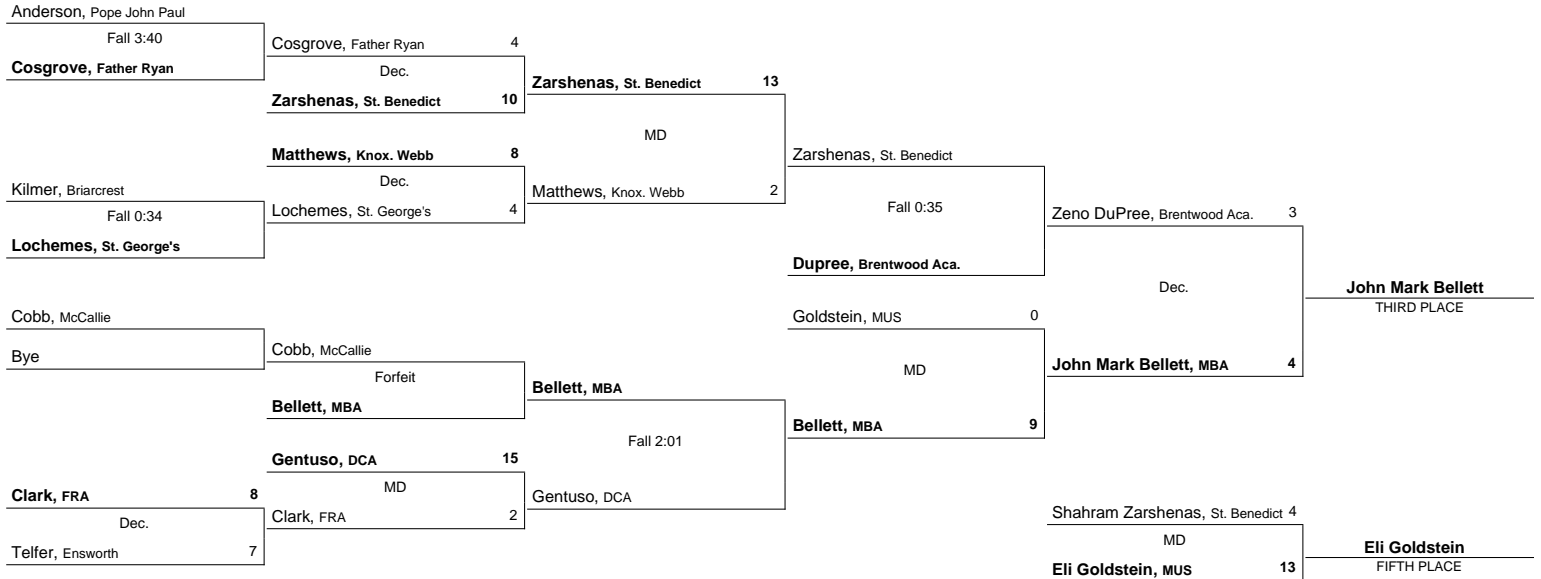 Anderson, Pope John Paul
Fall 3:40
Cosgrove, Father Ryan
Kilmer, Briarcrest
Fall 0:34
Lochemes, St. George's
Cobb, McCallie
Bye
Clark, FRA 8
Dec.
Telfer, Ensworth 7
Cosgrove, Father Ryan 4
Dec.
Zarshenas, St. Benedict 10
Matthews, Knox. Webb 8
Dec.
Lochemes, St. George's 4
Cobb, McCallie
Forfeit
Bellett, MBA
Gentuso, DCA 15
MD
Clark, FRA 2
Zarshenas, St. Benedict 13
MD
Matthews, Knox. Webb 2
Bellett, MBA
Fall 2:01
Gentuso, DCA
Zarshenas, St. Benedict
Fall 0:35
Dupree, Brentwood Aca.
Goldstein, MUS 0
MD
Bellett, MBA 9
Zeno DuPree, Brentwood Aca. 3
Dec.
John Mark Bellett, MBA 4
John Mark Bellett
THIRD PLACE
Shahram Zarshenas, St. Benedict 4
MD
Eli Goldstein, MUS 13
Eli Goldstein
FIFTH PLACE